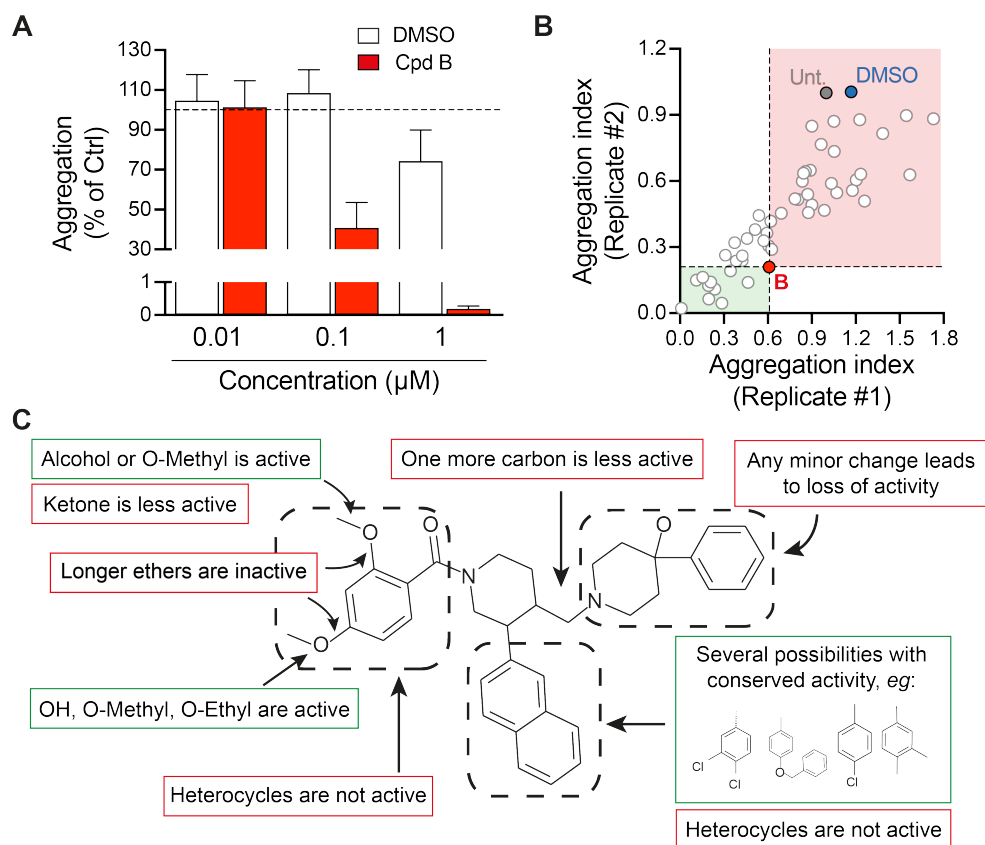 A
DMSO
Cpd B
Aggregation
(% of Ctrl)
130
110
90
70
50
30
1
0
0.01
0.1
1
Concentration (µM)
B
Aggregation index
(Replicate #2)
1.2
0.9
0.6
0.3
0.0
Unt.
DMSO
B
0.0
0.3
0.6
0.9
1.2
1.5
1.8
Aggregation index
(Replicate #1)
C
Alcohol or O-Methyl is active
Ketone is less active
Longer ethers are inactive
OH, O-Methyl, O-Ethyl are active
Heterocycles are not active
One more carbon is less active
Any minor change leads
to loss of activity
O
O
O
N
N
O
Several possibilities with
conserved activity, eg:
Cl
Cl
O
Cl
Heterocycles are not active